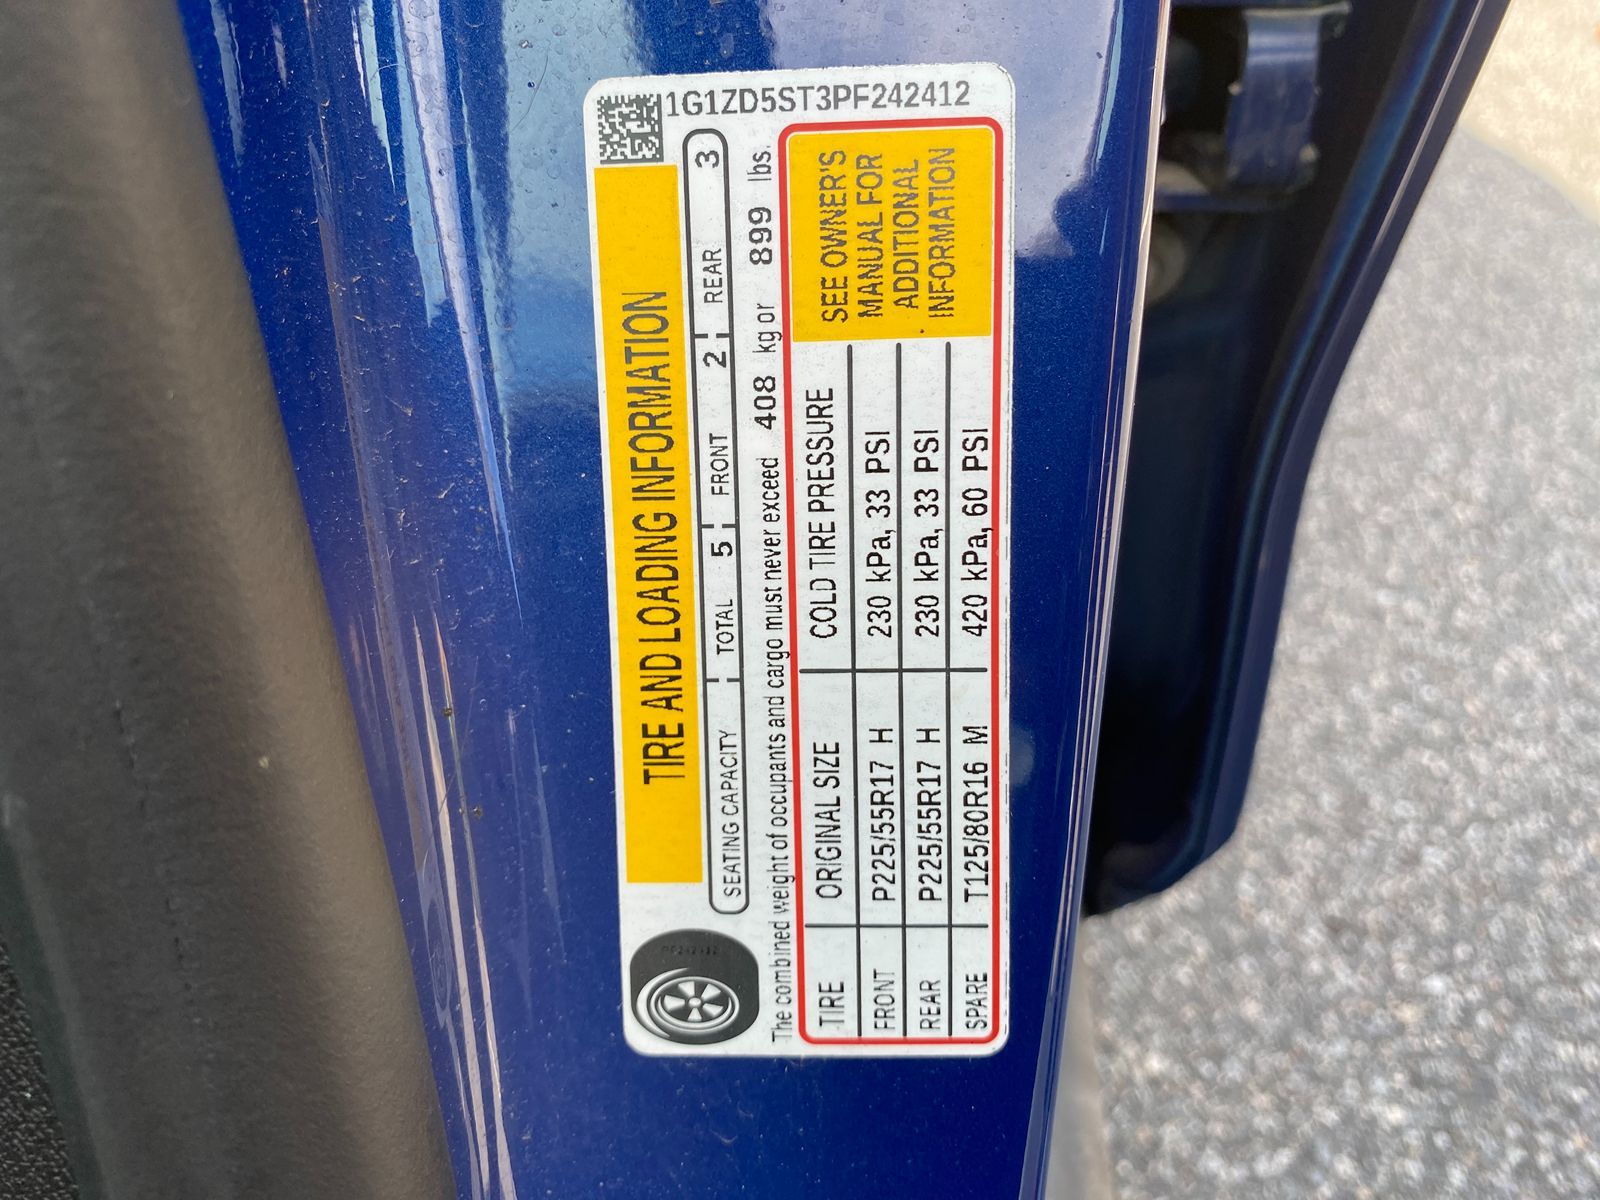 1G1ZD5ST3PF242412
TIRE AND LOADING INFORMATION
SEATING CAPACITY TOTAL 5 FRONT 2 REAR 3
The combined weight of occupants and cargo must never exceed 408 kg or 899 lbs.
TIRE ORIGINAL SIZE COLD TIRE PRESSURE
FRONT P225/55R17 H 230 kPa, 33 PSI
REAR P225/55R17 H 230 kPa, 33 PSI
SPARE T125/80R16 M 420 kPa, 60 PSI
SEE OWNER'S
MANUAL FOR
ADDITIONAL
INFORMATION
PF242412